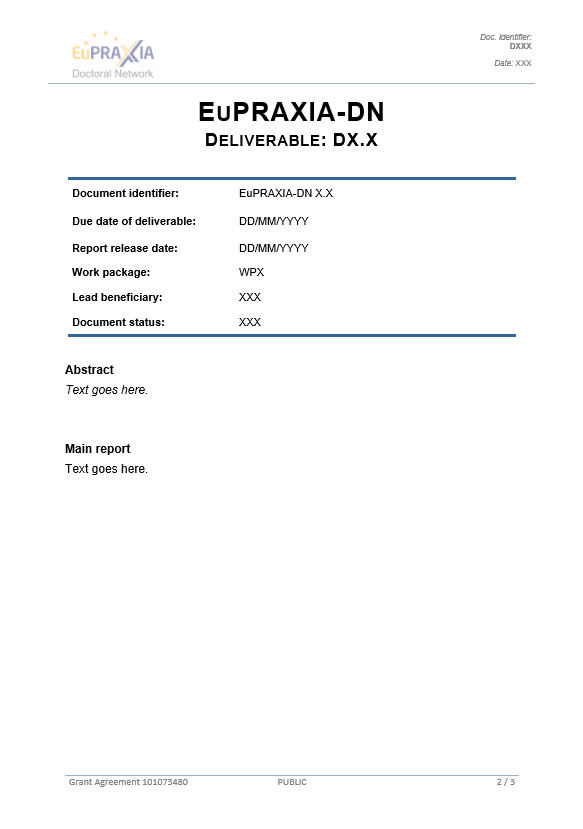 EuPRAXIA
Doctoral Network
Doc. Identifier:
DXXX
Date: XXX
EuPRAXIA-DN
Deliverable: DX.X
Document identifier: EuPRAXIA-DN X.X
Due date of deliverable: DD/MM/YYYY
Report release date: DD/MM/YYYY
Work package: WPX
Lead beneficiary: XXX
Document status: XXX
Abstract
Text goes here.
Main report
Text goes here.
Grant Agreement 101073480 PUBLIC 2 / 3